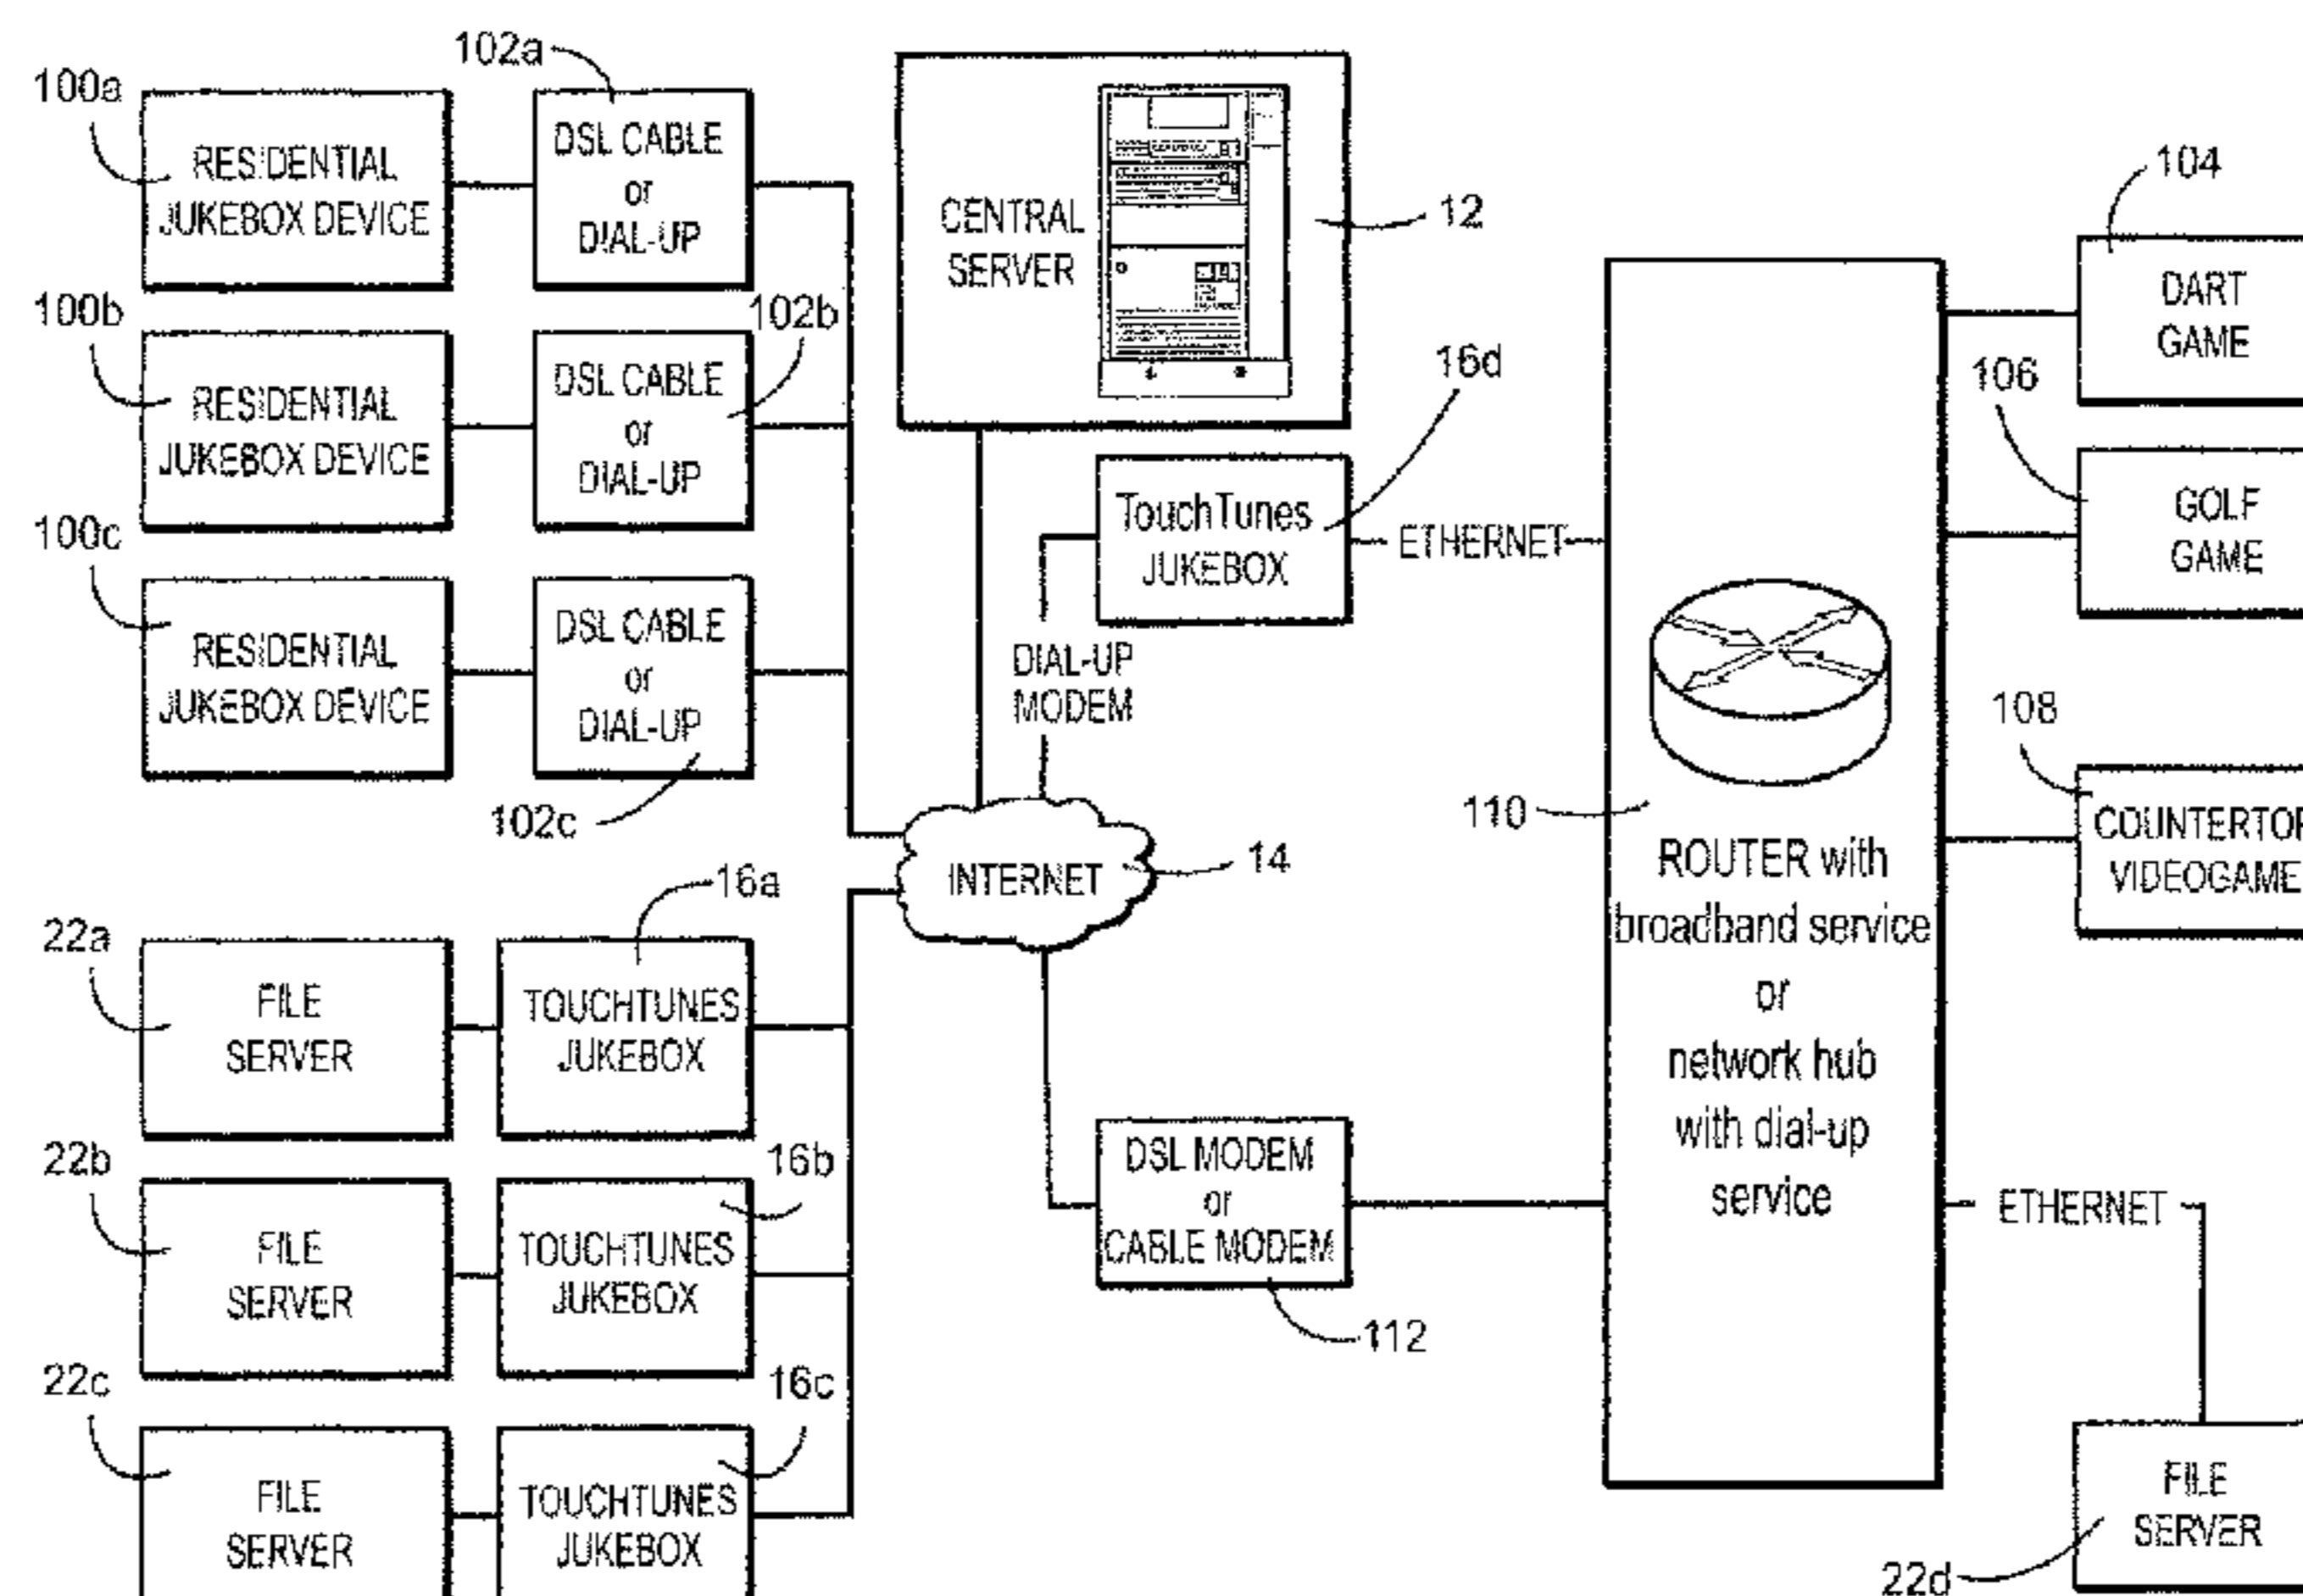 102a
100a
RESIDENTIAL
JUKEBOX DEVICE
DSL CABLE
or
DIAL-UP
CENTRAL
SERVER
12
104
DART
GAME
100b
RESIDENTIAL
JUKEBOX DEVICE
102b
DSL CABLE
or
DIAL-UP
16d
106
GOLF
GAME
TouchTunes
JUKEBOX
ETHERNET
100c
RESIDENTIAL
JUKEBOX DEVICE
DSL CABLE
or
DIAL-UP
102c
DIAL-UP
MODEM
108
COUNTERTOP
VIDEOGAME
INTERNET
14
110
ROUTER with
broadband service
or
network hub
with dial-up
service
16a
22a
FILE
SERVER
TOUCHTUNES
JUKEBOX
22b
FILE
SERVER
16b
TOUCHTUNES
JUKEBOX
DSL MODEM
or
CABLE MODEM
112
ETHERNET
22c
FILE
SERVER
16c
TOUCHTUNES
JUKEBOX
FILE
SERVER
22d